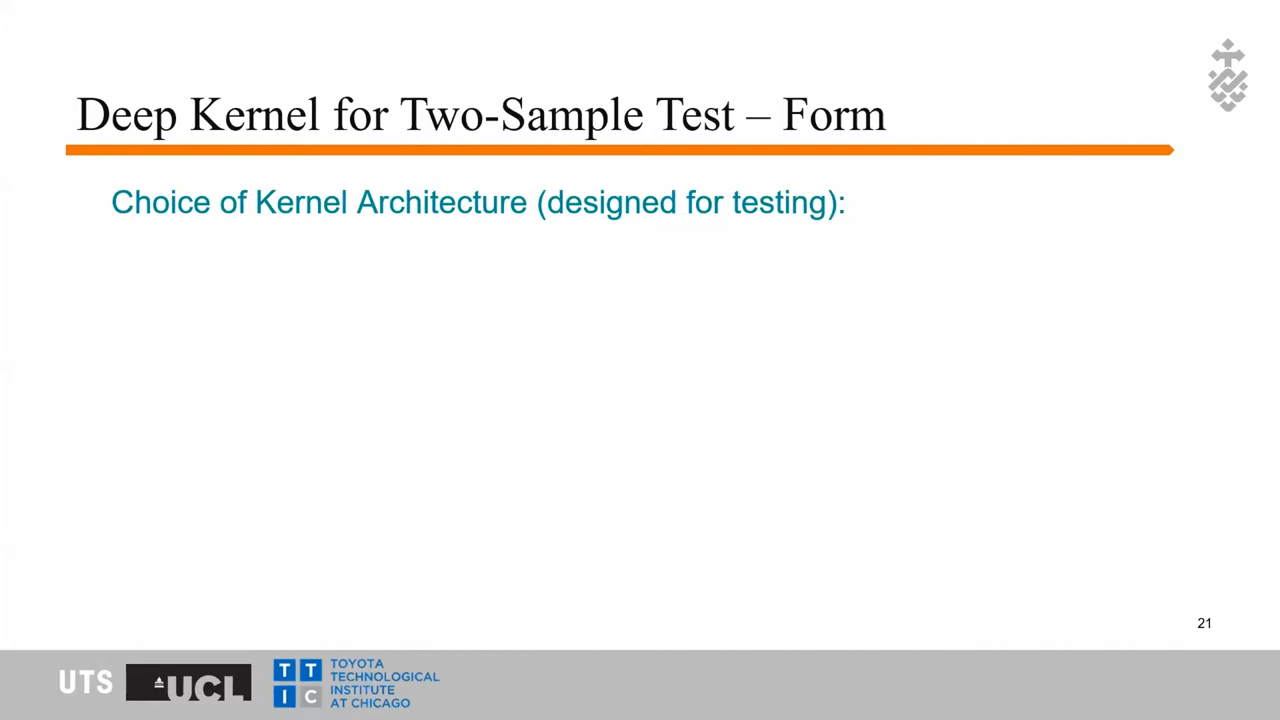 Deep Kernel for Two-Sample Test – Form
Choice of Kernel Architecture (designed for testing):
21
UTS
UCL
TTIC
TOYOTA
TECHNOLOGICAL
INSTITUTE
AT CHICAGO